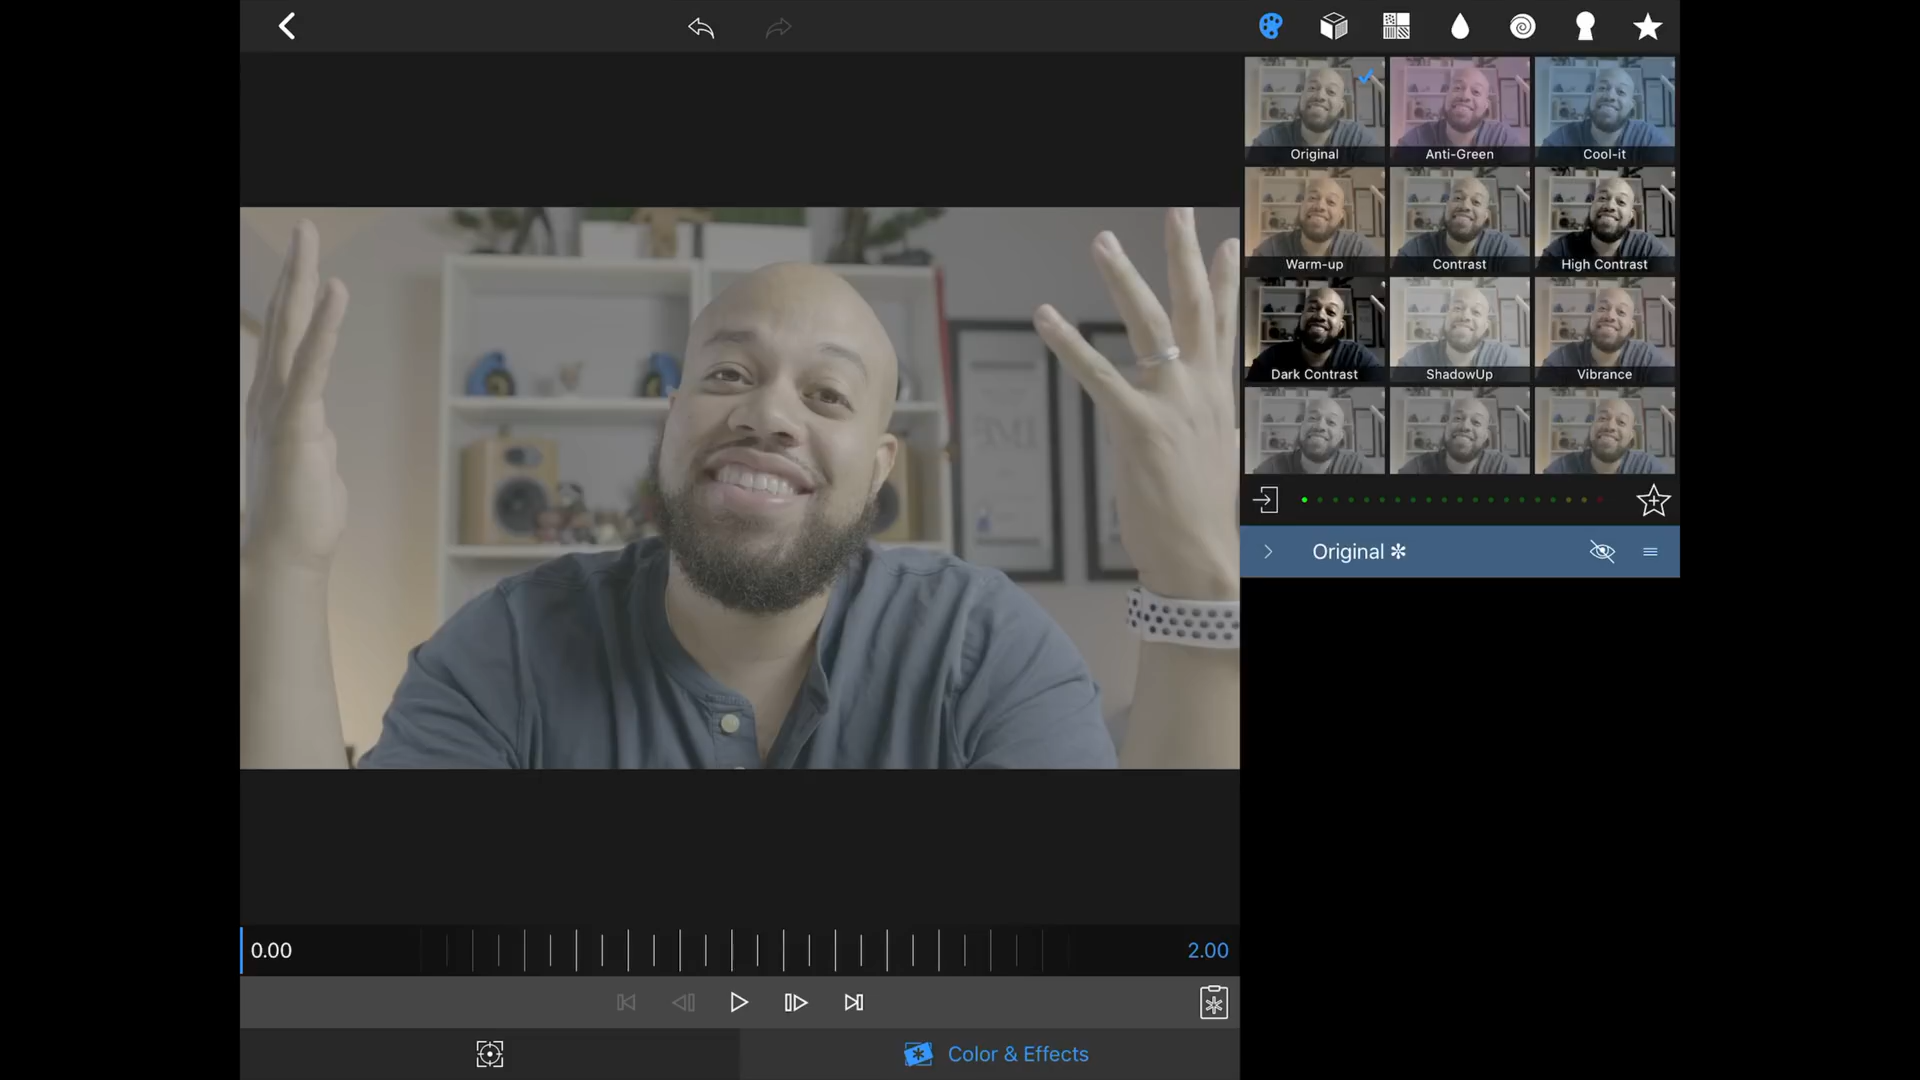 Original
Anti-Green
Cool-it
Warm-up
Contrast
High Contrast
Dark Contrast
ShadowUp
Vibrance
Original ✻
0.00
2.00
Color & Effects